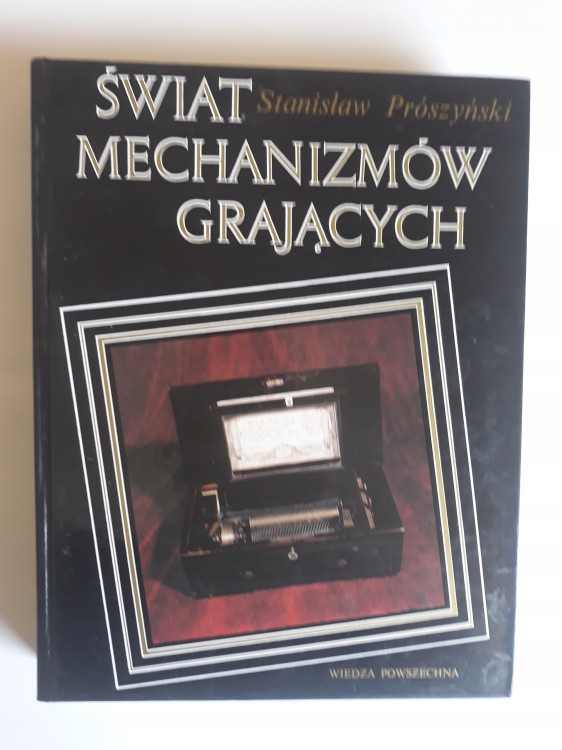 ŚWIAT Stanisław Prószyński
MECHANIZMÓW
GRAJĄCYCH
WIEDZA POWSZECHNA